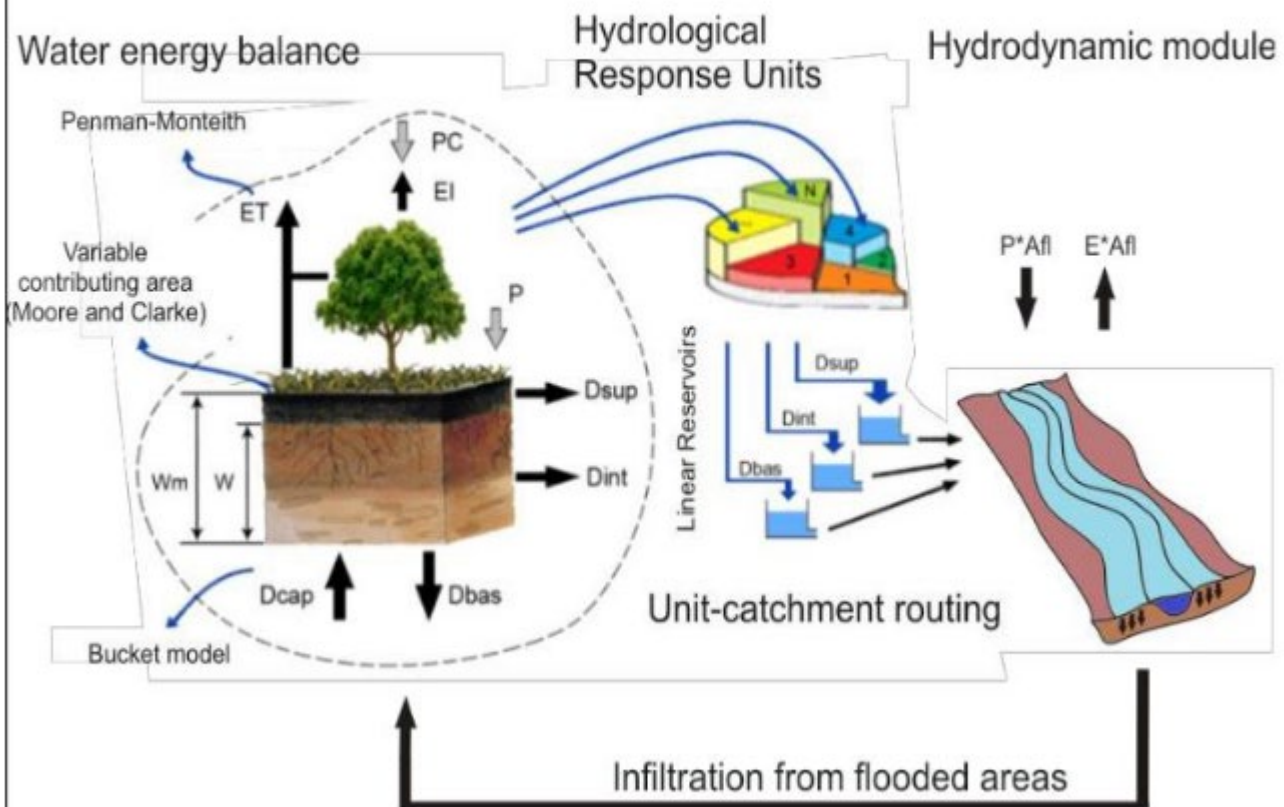 Water energy balance
Hydrological
Response Units
Hydrodynamic module
Penman-Monteith
PC
EI
ET
Variable
contributing area
(Moore and Clarke)
P
N
4
3
2
1
P*Afl
E*Afl
Dsup
Dint
Wm
W
Linear Reservoirs
Dsup
Dint
Dbas
Dcap
Dbas
Unit-catchment routing
Bucket model
Infiltration from flooded areas